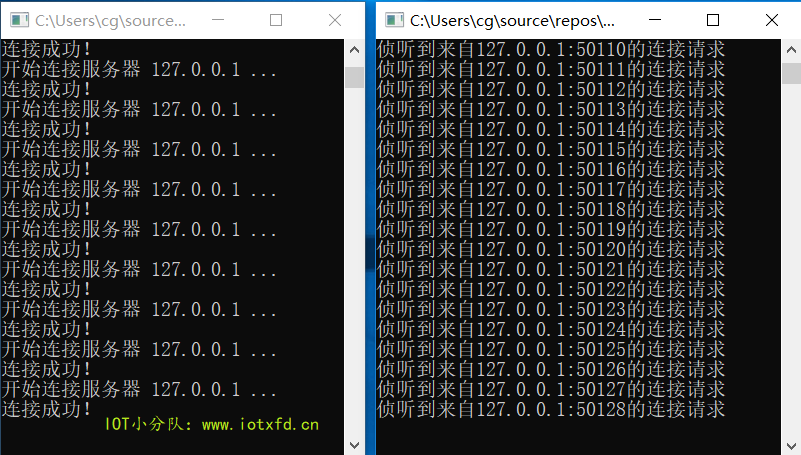 C:\Users\cg\source...
连接成功!
开始连接服务器 127.0.0.1 ...
连接成功!
开始连接服务器 127.0.0.1 ...
连接成功!
开始连接服务器 127.0.0.1 ...
连接成功!
开始连接服务器 127.0.0.1 ...
连接成功!
开始连接服务器 127.0.0.1 ...
连接成功!
开始连接服务器 127.0.0.1 ...
连接成功!
开始连接服务器 127.0.0.1 ...
连接成功!
开始连接服务器 127.0.0.1 ...
连接成功!
开始连接服务器 127.0.0.1 ...
连接成功!
IOT小分队：www.iotxfd.cn
C:\Users\cg\source\repos\...
侦听到来自127.0.0.1:50110的连接请求
侦听到来自127.0.0.1:50111的连接请求
侦听到来自127.0.0.1:50112的连接请求
侦听到来自127.0.0.1:50113的连接请求
侦听到来自127.0.0.1:50114的连接请求
侦听到来自127.0.0.1:50115的连接请求
侦听到来自127.0.0.1:50116的连接请求
侦听到来自127.0.0.1:50117的连接请求
侦听到来自127.0.0.1:50118的连接请求
侦听到来自127.0.0.1:50119的连接请求
侦听到来自127.0.0.1:50120的连接请求
侦听到来自127.0.0.1:50121的连接请求
侦听到来自127.0.0.1:50122的连接请求
侦听到来自127.0.0.1:50123的连接请求
侦听到来自127.0.0.1:50124的连接请求
侦听到来自127.0.0.1:50125的连接请求
侦听到来自127.0.0.1:50126的连接请求
侦听到来自127.0.0.1:50127的连接请求
侦听到来自127.0.0.1:50128的连接请求